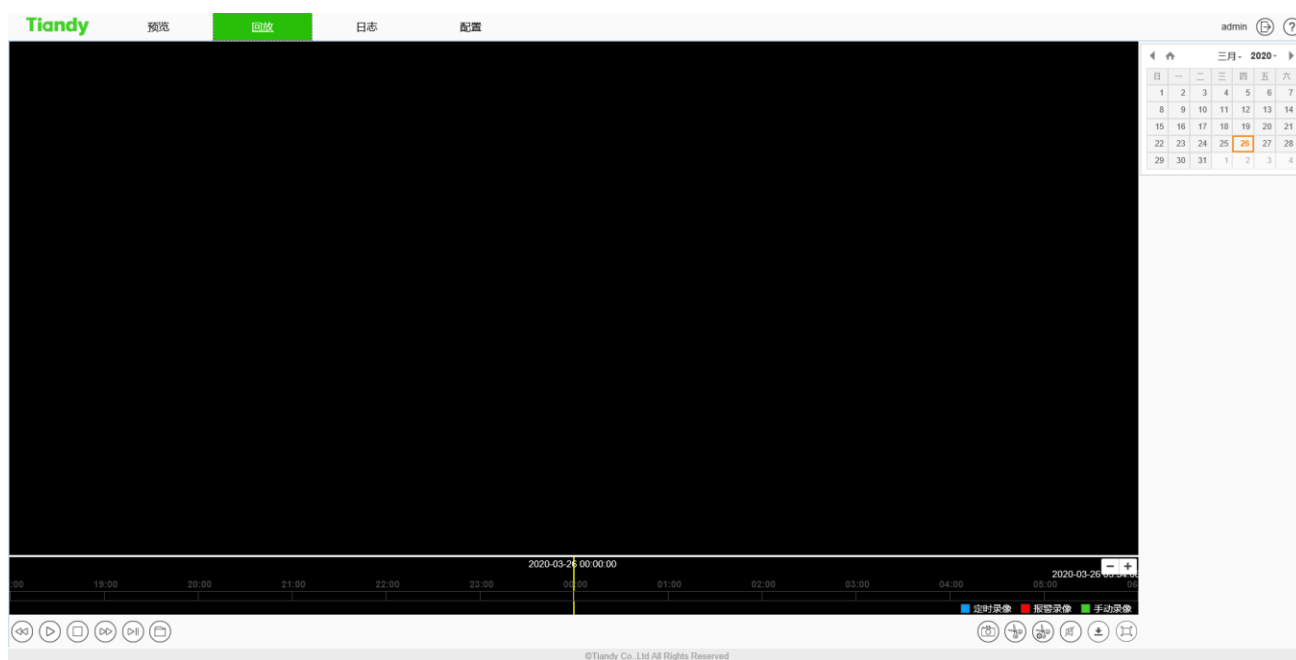 Tiandy 预览 回放 日志 配置 admin ?
三月 2020
日 一 二 三 四 五 六
1 2 3 4 5 6 7
8 9 10 11 12 13 14
15 16 17 18 19 20 21
22 23 24 25 26 27 28
29 30 31 1 2 3 4
2020-03-26 00:00:00
2020-03-26
:00 19:00 20:00 21:00 22:00 23:00 00:00 01:00 02:00 03:00 04:00 05:00 06
定时录像 报警录像 手动录像
©Tiandy Co.,Ltd All Rights Reserved